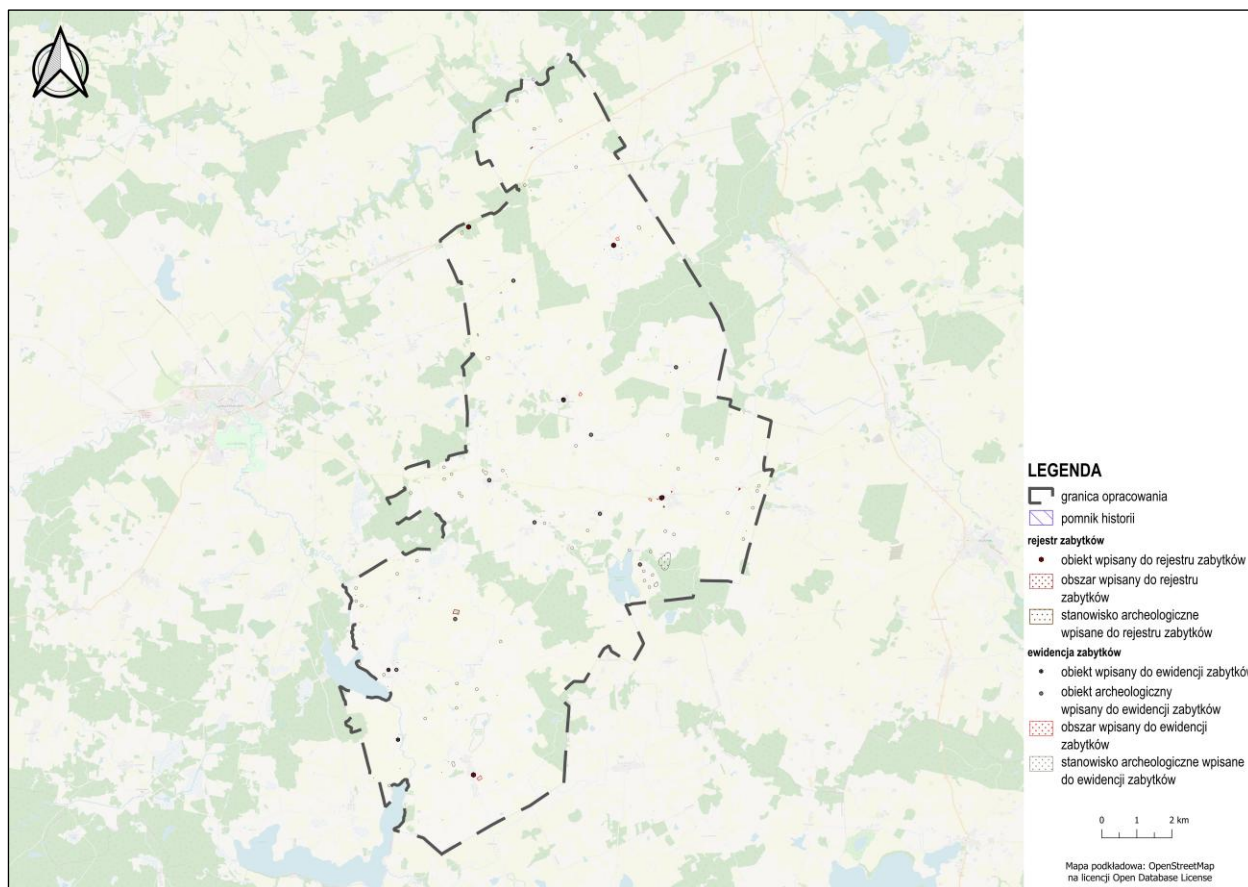 LEGENDA
granica opracowania
pomnik historii
rejestr zabytków
obiekt wpisany do rejestru zabytków
obszar wpisany do rejestru
zabytków
stanowisko archeologiczne
wpisane do rejestru zabytków
ewidencja zabytków
obiekt wpisany do ewidencji zabytków
obiekt archeologiczny
wpisany do ewidencji zabytków
obszar wpisany do ewidencji
zabytków
stanowisko archeologiczne wpisane
do ewidencji zabytków
0 1 2 km
Mapa podkładowa: OpenStreetMap
na licencji Open Database License